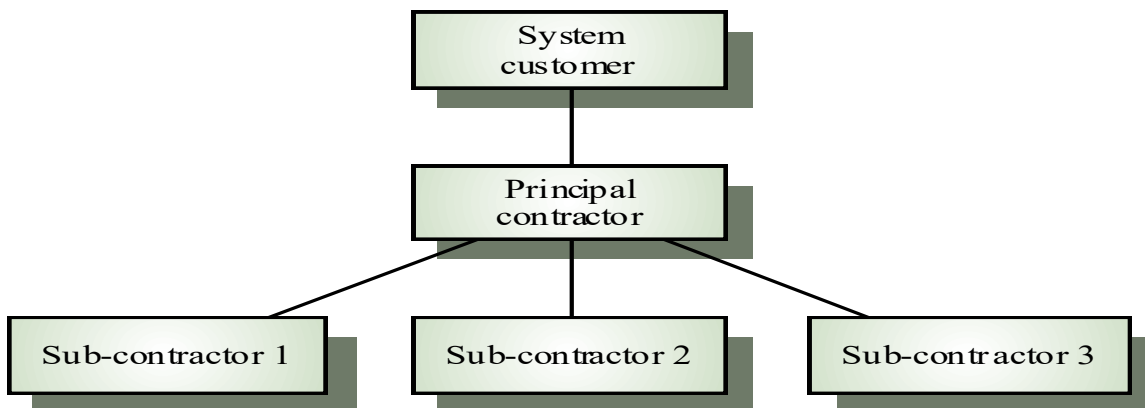 System
customer
Principal
contractor
Sub-contractor 1
Sub-contractor 2
Sub-contractor 3